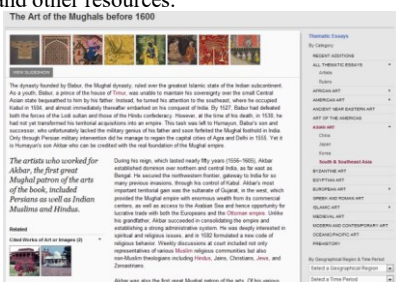 and other resources.
The Art of the Mughals before 1600
VIEW SLIDESHOW
The dynasty founded by Babur, the Mughal dynasty, ruled over the greatest Islamic state of the Indian subcontinent.
As a youth, Babur, a prince of the house of Timur, was unable to maintain his sovereignty over the small Central
Asian state bequeathed to him by his father. Instead, he turned his attention to the southeast, where he occupied
Kabul in 1504, and almost immediately thereafter embarked on his conquest of India. By 1527, Babur had defeated
both the forces of the Lodi sultan and those of the Hindu confederacy. However, at the time of his death, in 1530, he
had not yet transformed his territorial acquisitions into an empire. This task was left to Humayun, Babur's son and
successor, who unfortunately lacked the military genius of his father and soon forfeited the Mughal foothold in India.
Only through Persian military intervention did he manage to regain the capital cities of Agra and Delhi in 1555. Yet it
is Humayun's son Akbar who can be credited with the real foundation of the Mughal empire.
The artists who worked for
Akbar, the first great
Mughal patron of the arts
of the book, included
Persians as well as Indian
Muslims and Hindus.
Related
Cited Works of Art or Images (2)
During his reign, which lasted nearly fifty years (1556–1605), Akbar
established dominion over northern and central India, as far east as
Bengal. He secured the northwestern frontier, gateway to India for so
many previous invasions, through his control of Kabul. Akbar's most
important territorial gain was the sultanate of Gujarat, in the west, which
provided the Mughal empire with enormous wealth from its commercial
centers, as well as access to the Arabian Sea and hence opportunity for
lucrative trade with both the Europeans and the Ottoman empire. Unlike
his grandfather, Akbar succeeded in consolidating the empire and
establishing a strong administrative system. He was deeply interested in
spiritual and religious issues, and in 1582 formulated a new code of
religious behavior. Weekly discussions at court included not only
representatives of various Muslim religious communities but also
non-Muslim theologians including Hindus, Jains, Christians, Jews, and
Zoroastrians.
Akbar was also the first great Mughal patron of the arts. Of his various
Thematic Essays
By Category
RECENT ADDITIONS
ALL THEMATIC ESSAYS
Artists
Rulers
AFRICAN ART
AMERICAN ART
ANCIENT NEAR EASTERN ART
ART OF THE AMERICAS
ASIAN ART
China
Japan
Korea
South & Southeast Asia
BYZANTINE ART
EGYPTIAN ART
EUROPEAN ART
GREEK AND ROMAN ART
ISLAMIC ART
MEDIEVAL ART
MODERN AND CONTEMPORARY ART
OCEANIC/PACIFIC ART
PREHISTORY
By Geographical Region & Time Period
Select a Geographical Region
Select a Time Period